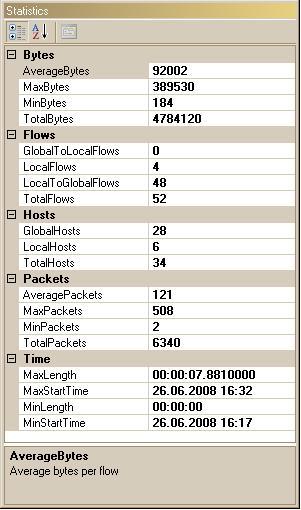 Statistics
Bytes
AverageBytes 92002
MaxBytes 389530
MinBytes 184
TotalBytes 4784120
Flows
GlobalToLocalFlows 0
LocalFlows 4
LocalToGlobalFlows 48
TotalFlows 52
Hosts
GlobalHosts 28
LocalHosts 6
TotalHosts 34
Packets
AveragePackets 121
MaxPackets 508
MinPackets 2
TotalPackets 6340
Time
MaxLength 00:00:07.8810000
MaxStartTime 26.06.2008 16:32
MinLength 00:00:00
MinStartTime 26.06.2008 16:17
AverageBytes
Average bytes per flow